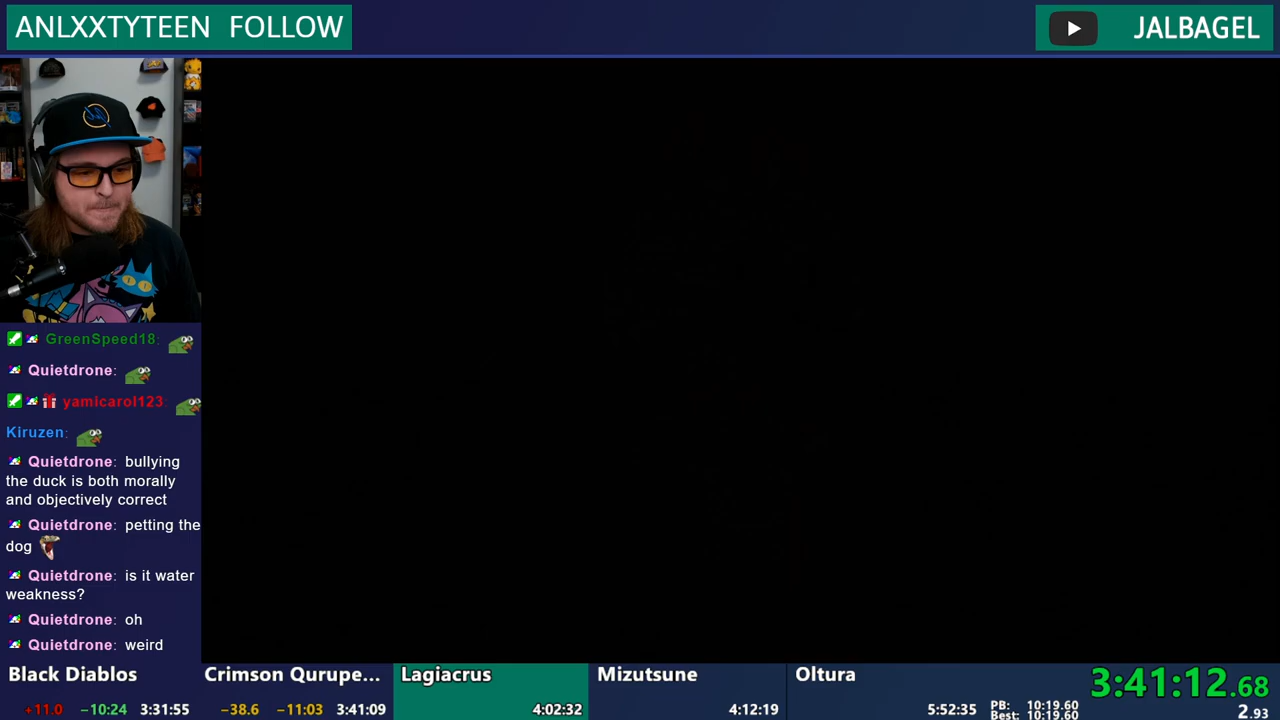 ANLXXTYTEEN FOLLOW
JALBAGEL
GreenSpeed18:
Quietdrone:
yamicarol123:
Kiruzen:
Quietdrone: bullying
the duck is both morally
and objectively correct
Quietdrone: petting the
dog
Quietdrone: is it water
weakness?
Quietdrone: oh
Quietdrone: weird
Black Diablos
+11.0 −10:24 3:31:55
Crimson Qurupe...
−38.6 −11:03 3:41:09
Lagiacrus
4:02:32
Mizutsune
4:12:19
Oltura
5:52:35
3:41:12.68
PB: 10:19.60
Best: 10:19.60
2.93